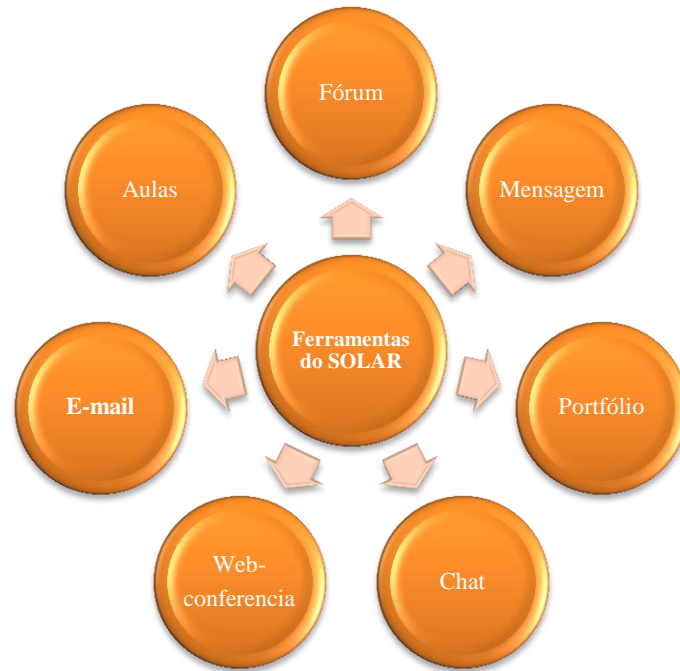 Fórum
Aulas
Mensagem
Ferramentas
do SOLAR
E-mail
Portfólio
Web-
conferencia
Chat